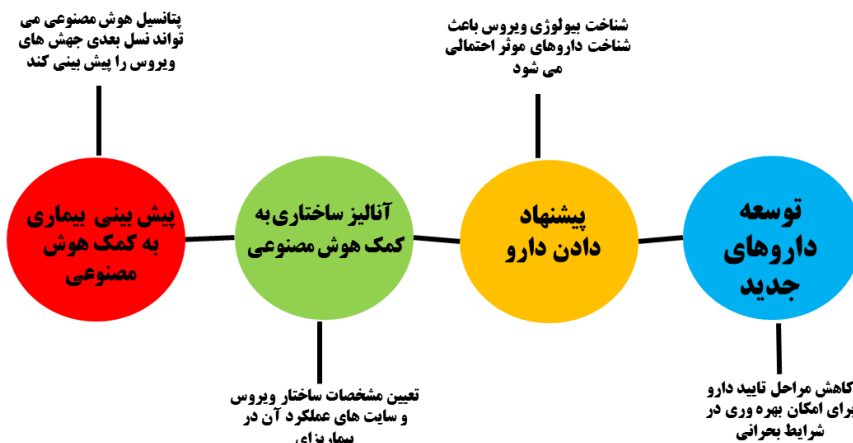 پتانسیل هوش مصنوعی می
تواند نسل بعدی جهش های
ویروس را پیش بینی کند
شناخت بیولوژی ویروس باعث
شناخت داروهای موثر احتمالی
می شود
پیش بینی بیماری
به کمک هوش
مصنوعی
آنالیز ساختاری به
کمک هوش مصنوعی
پیشنهاد
دادن دارو
توسعه
داروهای
جدید
تعیین مشخصات ساختار ویروس
و سایت های عملکرد آن در
بیماریزای
کاهش مراحل تایید دارو
برای امکان بهره وری در
شرایط بحرانی